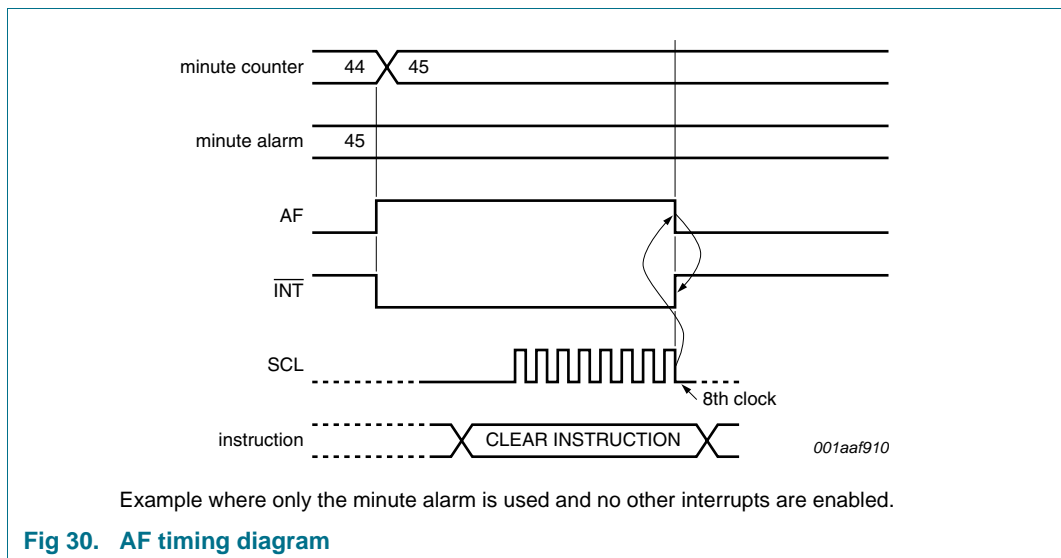 minute counter 44 45
minute alarm 45
AF
INT
SCL
8th clock
instruction CLEAR INSTRUCTION
001aaf910
Example where only the minute alarm is used and no other interrupts are enabled.
Fig 30. AF timing diagram